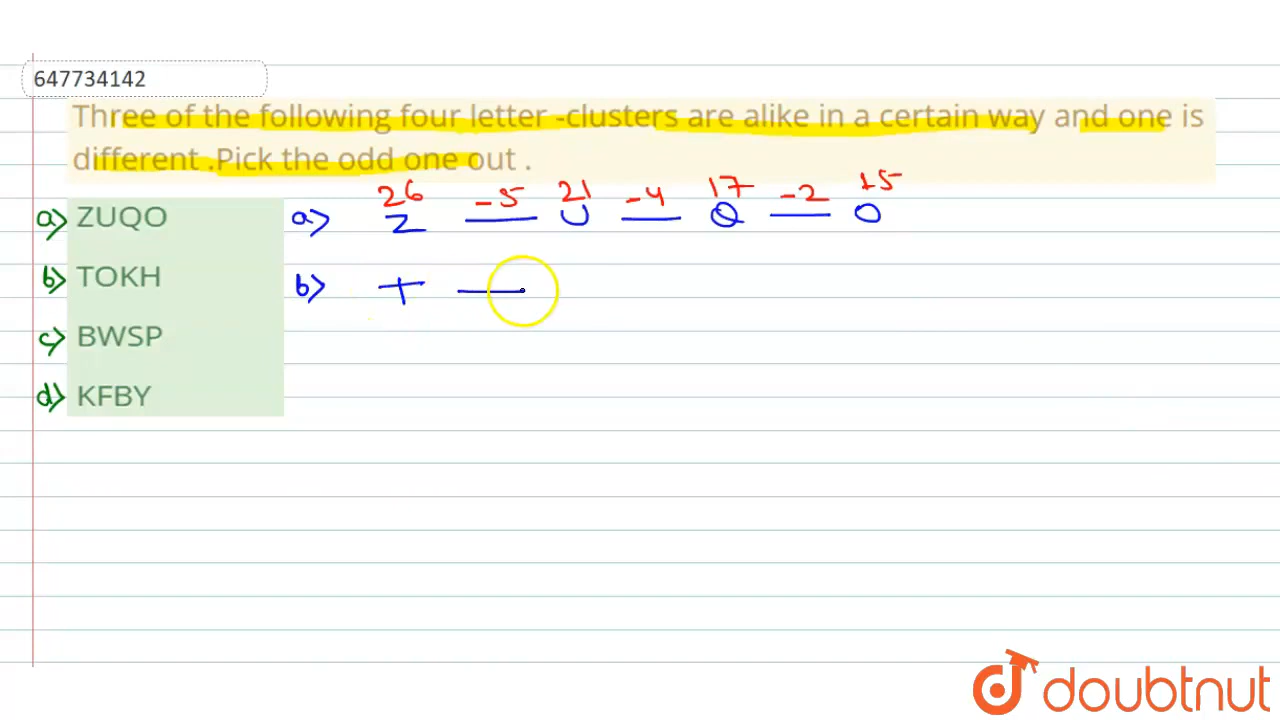 647734142
Three of the following four letter -clusters are alike in a certain way and one is
different .Pick the odd one out .
26 -5 21 -4 17 -2 15
a) ZUQO a) Z U Q O
b) TOKH b) T
c) BWSP
d) KFBY
doubtnut